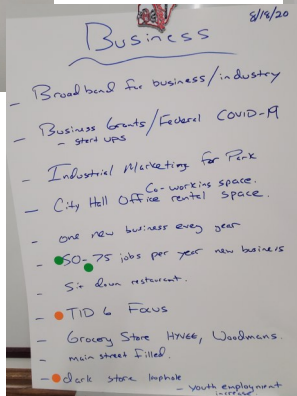 8/18/20
Business
- Broadband for business/industry
- Business Grants/Federal COVID-19
- start ups
- Industrial Marketing for Park
Co-working space.
- City Hall Office rental space.
- one new business every year
- 50-75 jobs per year new business
- Sit down restaurant.
- TID 6 Focus
- Grocery Store HYVEE, Woodmans.
- main street filled.
- dark store loophole
- youth employment
increase